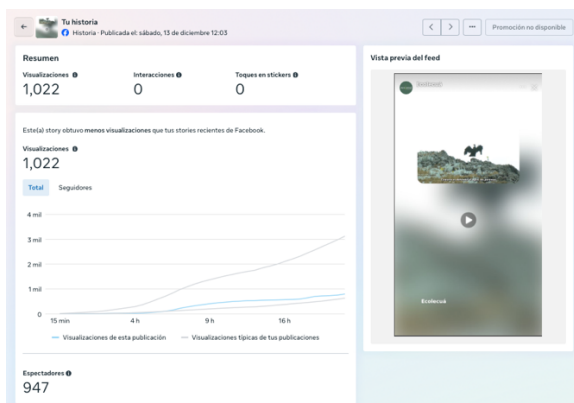 Tu historia
Historia · Publicada el: sábado, 13 de diciembre 12:03
Promoción no disponible
Resumen
Visualizaciones
Interacciones
Toques en stickers
1,022
0
0
Este(a) story obtuvo menos visualizaciones que tus stories recientes de Facebook.
Visualizaciones
1,022
Total
Seguidores
4 mil
3 mil
2 mil
1 mil
0
15 min
4 h
9 h
16 h
Visualizaciones de esta publicación
Visualizaciones típicas de tus publicaciones
Espectadores
947
Vista previa del feed
Ecolecuá